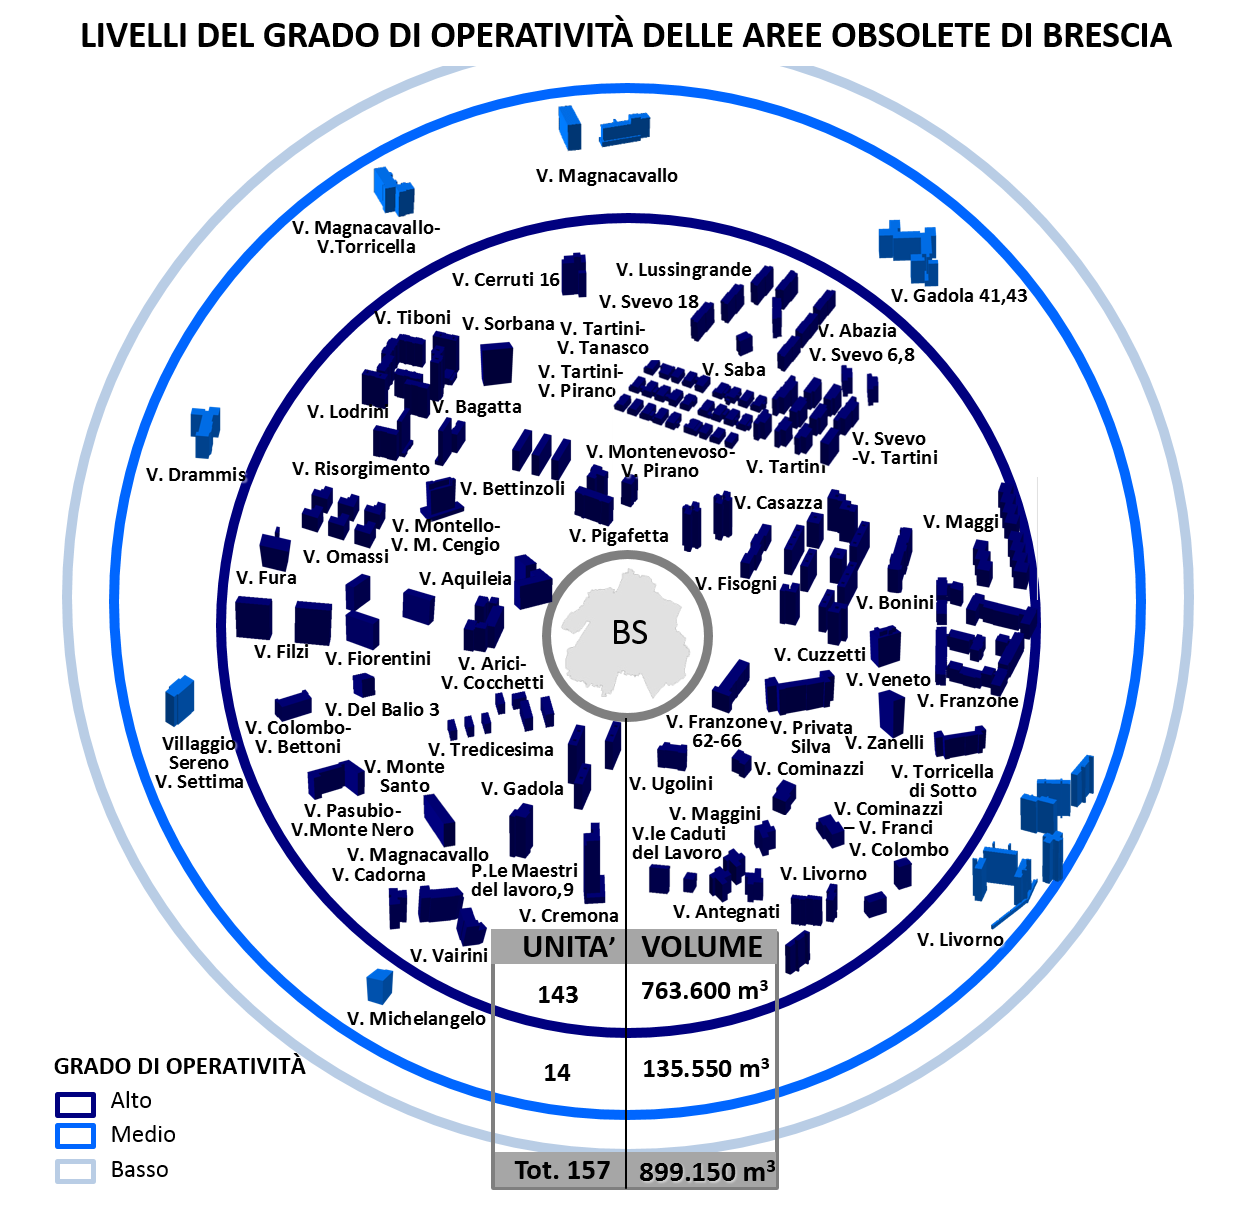 LIVELLI DEL GRADO DI OPERATIVITÀ DELLE AREE OBSOLETE DI BRESCIA
V. Magnacavallo
V. Magnacavallo-
V.Torricella
V. Gadola 41,43
V. Cerruti 16
V. Lussingrande
V. Svevo 18
V. Tiboni
V. Sorbana
V. Tartini-
V. Tanasco
V. Abazia
V. Svevo 6,8
V. Saba
V. Tartini-
V. Pirano
V. Lodrini
V. Bagatta
V. Drammis
V. Risorgimento
V. Bettinzoli
V. Montenevoso-
V. Pirano
V. Tartini
V. Svevo
-V. Tartini
V. Casazza
V. Maggi
V. Montello-
V. M. Cengio
V. Pigafetta
V. Omassi
V. Fura
V. Aquileia
V. Fisogni
V. Bonini
BS
V. Filzi
V. Fiorentini
V. Arici-
V. Cocchetti
V. Cuzzetti
V. Veneto
V. Franzone
V. Del Balio 3
V. Colombo-
V. Bettoni
V. Tredicesima
V. Franzone
62-66
V. Privata
Silva
V. Zanelli
Villaggio
Sereno
V. Settima
V. Monte
Santo
V. Gadola
V. Ugolini
V. Cominazzi
V. Torricella
di Sotto
V. Pasubio-
V.Monte Nero
V. Maggini
V. Cominazzi
– V. Franci
V. Colombo
V.le Caduti
del Lavoro
V. Magnacavallo
V. Cadorna
P.Le Maestri
del lavoro,9
V. Livorno
V. Cremona
V. Antegnati
V. Livorno
V. Vairini
V. Michelangelo
UNITA’ VOLUME
143 763.600 m³
14 135.550 m³
Tot. 157 899.150 m³
GRADO DI OPERATIVITÀ
Alto
Medio
Basso